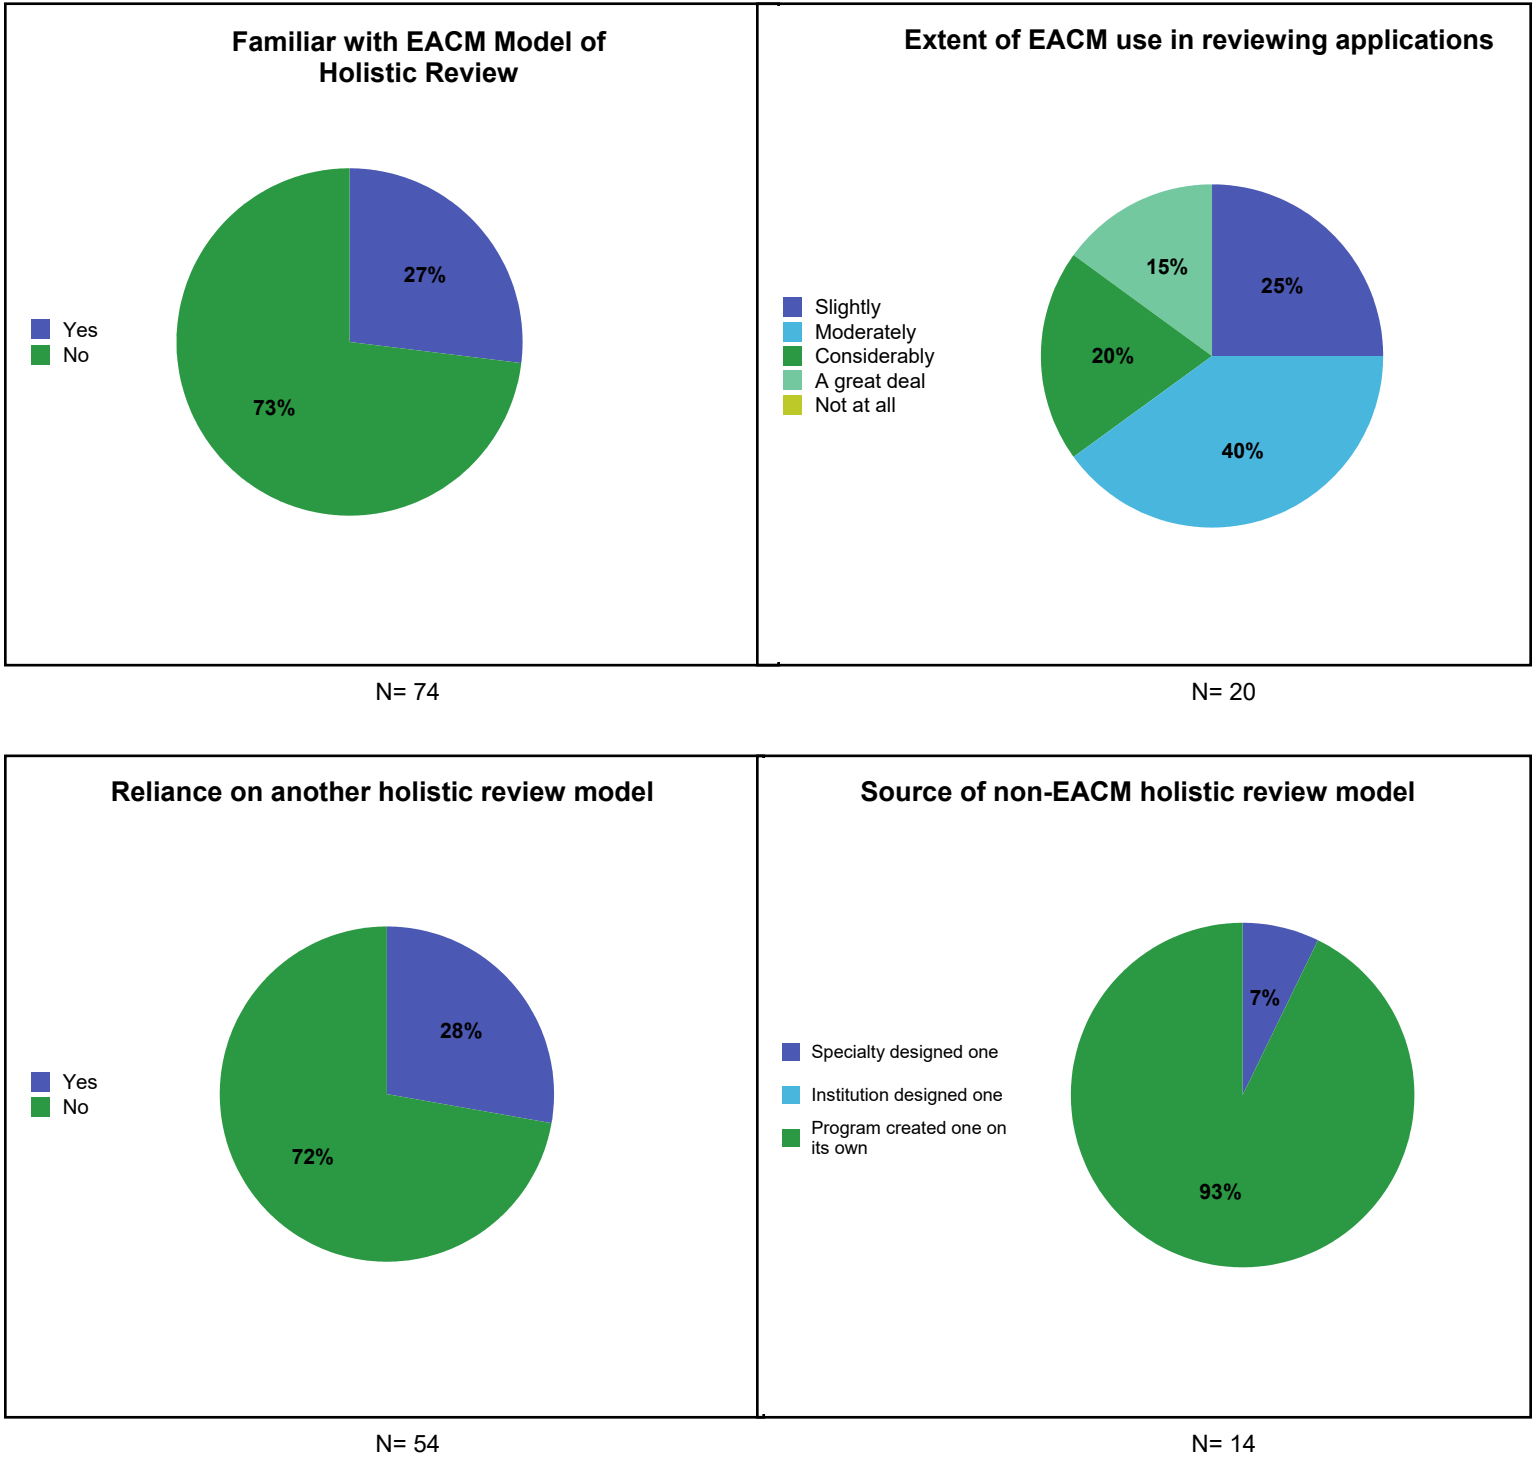 Familiar with EACM Model of
Holistic Review
27%
73%
Yes
No
N= 74
Extent of EACM use in reviewing applications
15%
25%
20%
40%
Slightly
Moderately
Considerably
A great deal
Not at all
N= 20
Reliance on another holistic review model
28%
72%
Yes
No
N= 54
Source of non-EACM holistic review model
7%
93%
Specialty designed one
Institution designed one
Program created one on
its own
N= 14